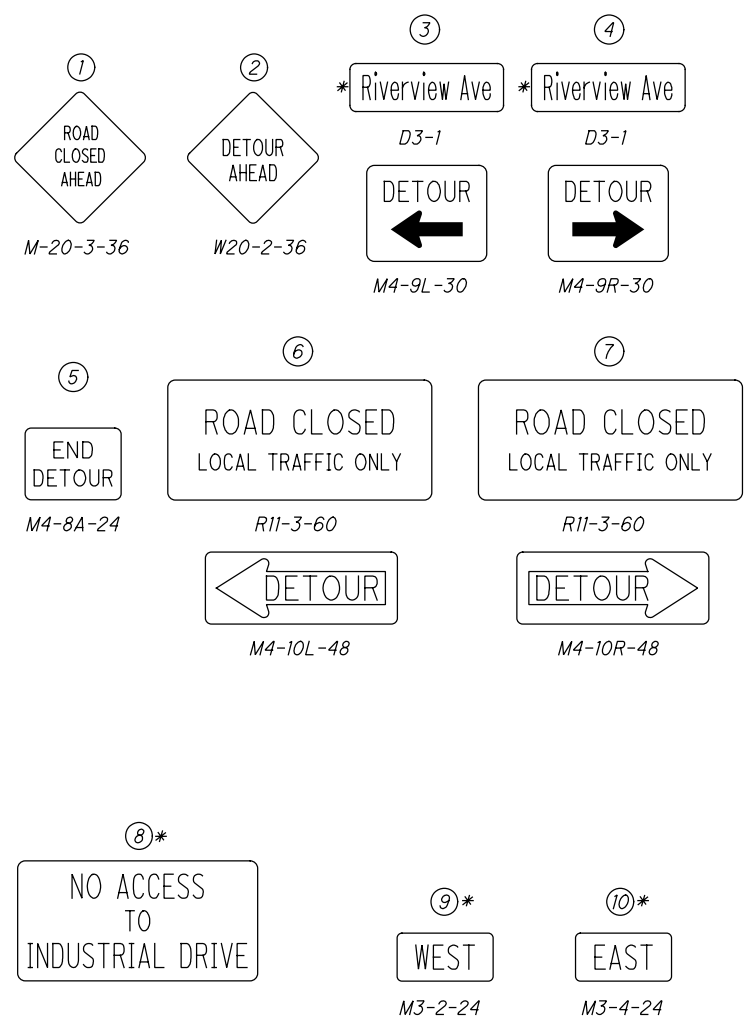 1
ROAD
CLOSED
AHEAD
M-20-3-36
2
DETOUR
AHEAD
W20-2-36
3
* Riverview Ave
D3-1
DETOUR
M4-9L-30
4
* Riverview Ave
D3-1
DETOUR
M4-9R-30
5
END
DETOUR
M4-8A-24
6
ROAD CLOSED
LOCAL TRAFFIC ONLY
R11-3-60
DETOUR
M4-10L-48
7
ROAD CLOSED
LOCAL TRAFFIC ONLY
R11-3-60
DETOUR
M4-10R-48
8*
NO ACCESS
TO
INDUSTRIAL DRIVE
9*
WEST
M3-2-24
10*
EAST
M3-4-24